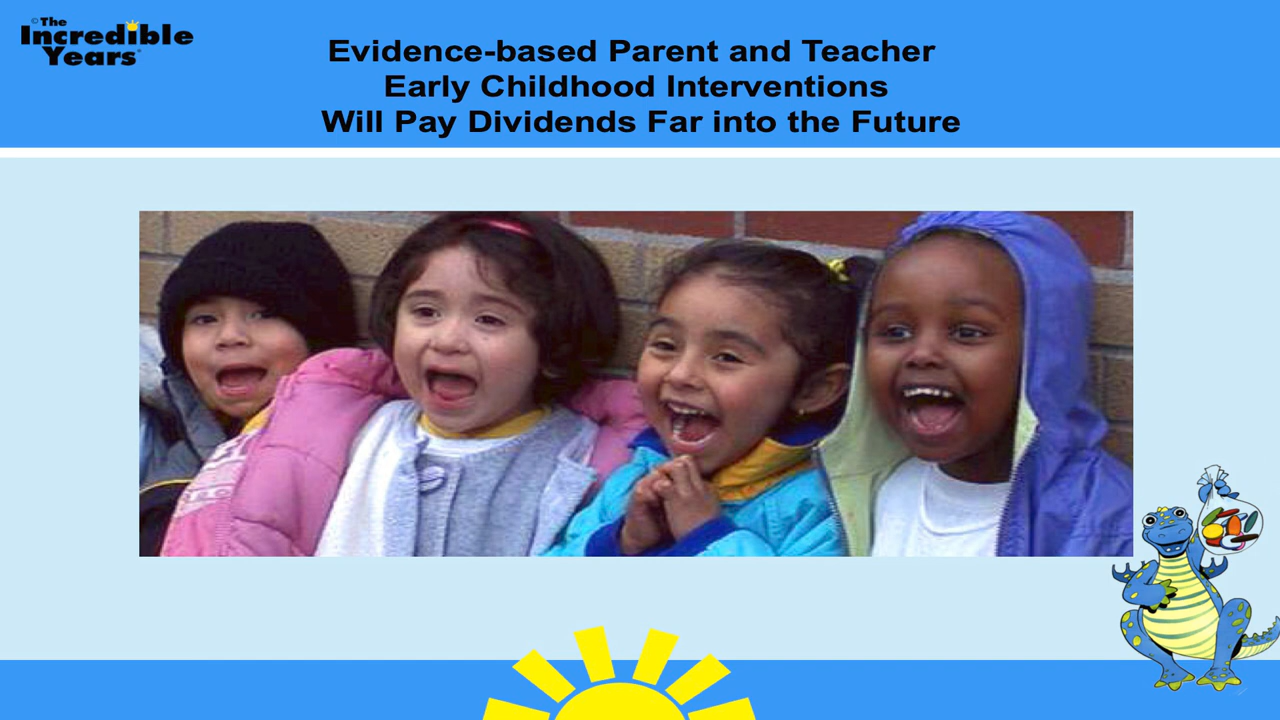 ©The
Incredible
Years®
Evidence-based Parent and Teacher
Early Childhood Interventions
Will Pay Dividends Far into the Future